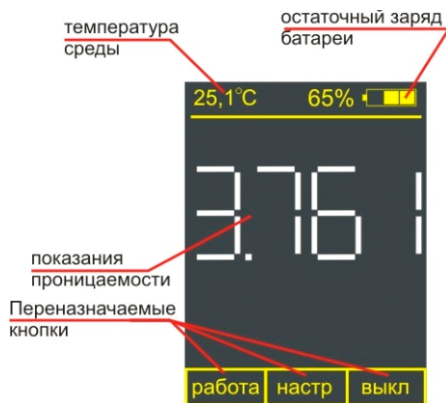 температура
среды
остаточный заряд
батареи
25,1°C 65%
3.761
показания
проницаемости
Переназначаемые
кнопки
работа настр выкл